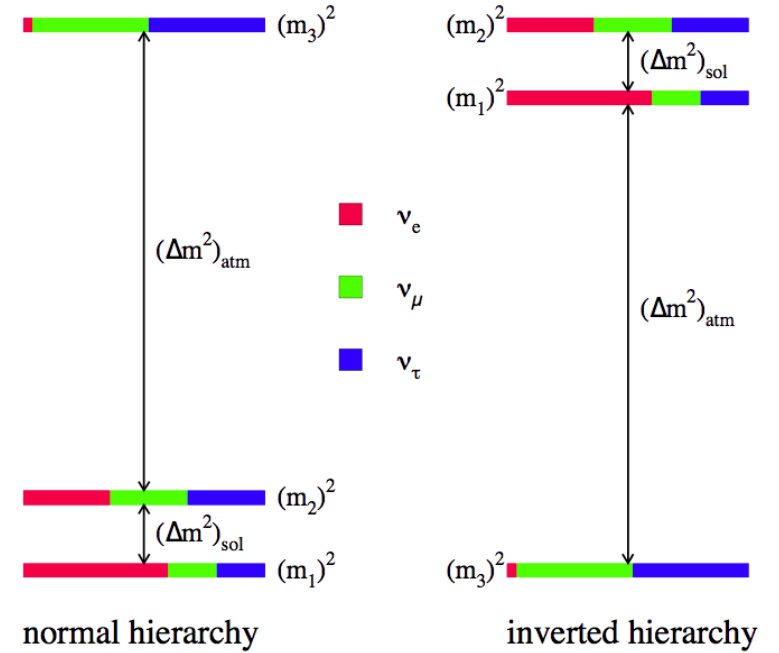 (m₃)²
(m₂)²
(Δm²)sol
(m₁)²
νe
(Δm²)atm
νμ
(Δm²)atm
ντ
(m₂)²
(Δm²)sol
(m₁)²
(m₃)²
normal hierarchy
inverted hierarchy